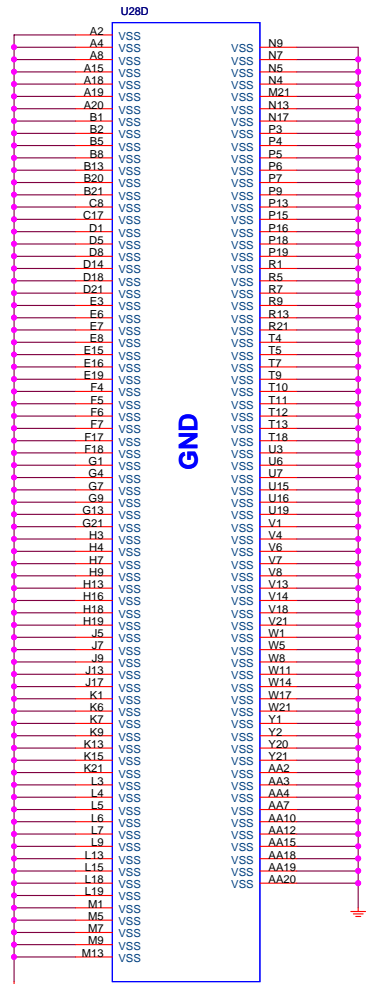 U28D
A2 VSS
A4 VSS
A8 VSS
A15 VSS
A18 VSS
A19 VSS
A20 VSS
B1 VSS
B2 VSS
B5 VSS
B8 VSS
B13 VSS
B20 VSS
B21 VSS
C8 VSS
C17 VSS
D1 VSS
D5 VSS
D8 VSS
D14 VSS
D18 VSS
D21 VSS
E3 VSS
E6 VSS
E7 VSS
E8 VSS
E15 VSS
E16 VSS
E19 VSS
F4 VSS
F5 VSS
F6 VSS
F7 VSS
F17 VSS
F18 VSS
G1 VSS
G4 VSS
G7 VSS
G9 VSS
G13 VSS
G21 VSS
H3 VSS
H4 VSS
H7 VSS
H9 VSS
H13 VSS
H16 VSS
H18 VSS
H19 VSS
J5 VSS
J7 VSS
J9 VSS
J13 VSS
J17 VSS
K1 VSS
K6 VSS
K7 VSS
K9 VSS
K13 VSS
K15 VSS
K21 VSS
L3 VSS
L4 VSS
L5 VSS
L6 VSS
L7 VSS
L9 VSS
L13 VSS
L15 VSS
L18 VSS
L19 VSS
M1 VSS
M5 VSS
M7 VSS
M9 VSS
M13 VSS
GND
VSS N9
VSS N7
VSS N5
VSS N4
VSS M21
VSS N13
VSS N17
VSS P3
VSS P4
VSS P5
VSS P6
VSS P7
VSS P9
VSS P13
VSS P15
VSS P16
VSS P18
VSS P19
VSS R1
VSS R5
VSS R7
VSS R9
VSS R13
VSS R21
VSS T4
VSS T5
VSS T7
VSS T9
VSS T10
VSS T11
VSS T12
VSS T13
VSS T18
VSS U3
VSS U6
VSS U7
VSS U15
VSS U16
VSS U19
VSS V1
VSS V4
VSS V6
VSS V7
VSS V8
VSS V13
VSS V14
VSS V18
VSS V21
VSS W1
VSS W5
VSS W8
VSS W11
VSS W14
VSS W17
VSS W21
VSS Y1
VSS Y2
VSS Y20
VSS Y21
VSS AA2
VSS AA3
VSS AA4
VSS AA7
VSS AA10
VSS AA12
VSS AA15
VSS AA18
VSS AA19
VSS AA20